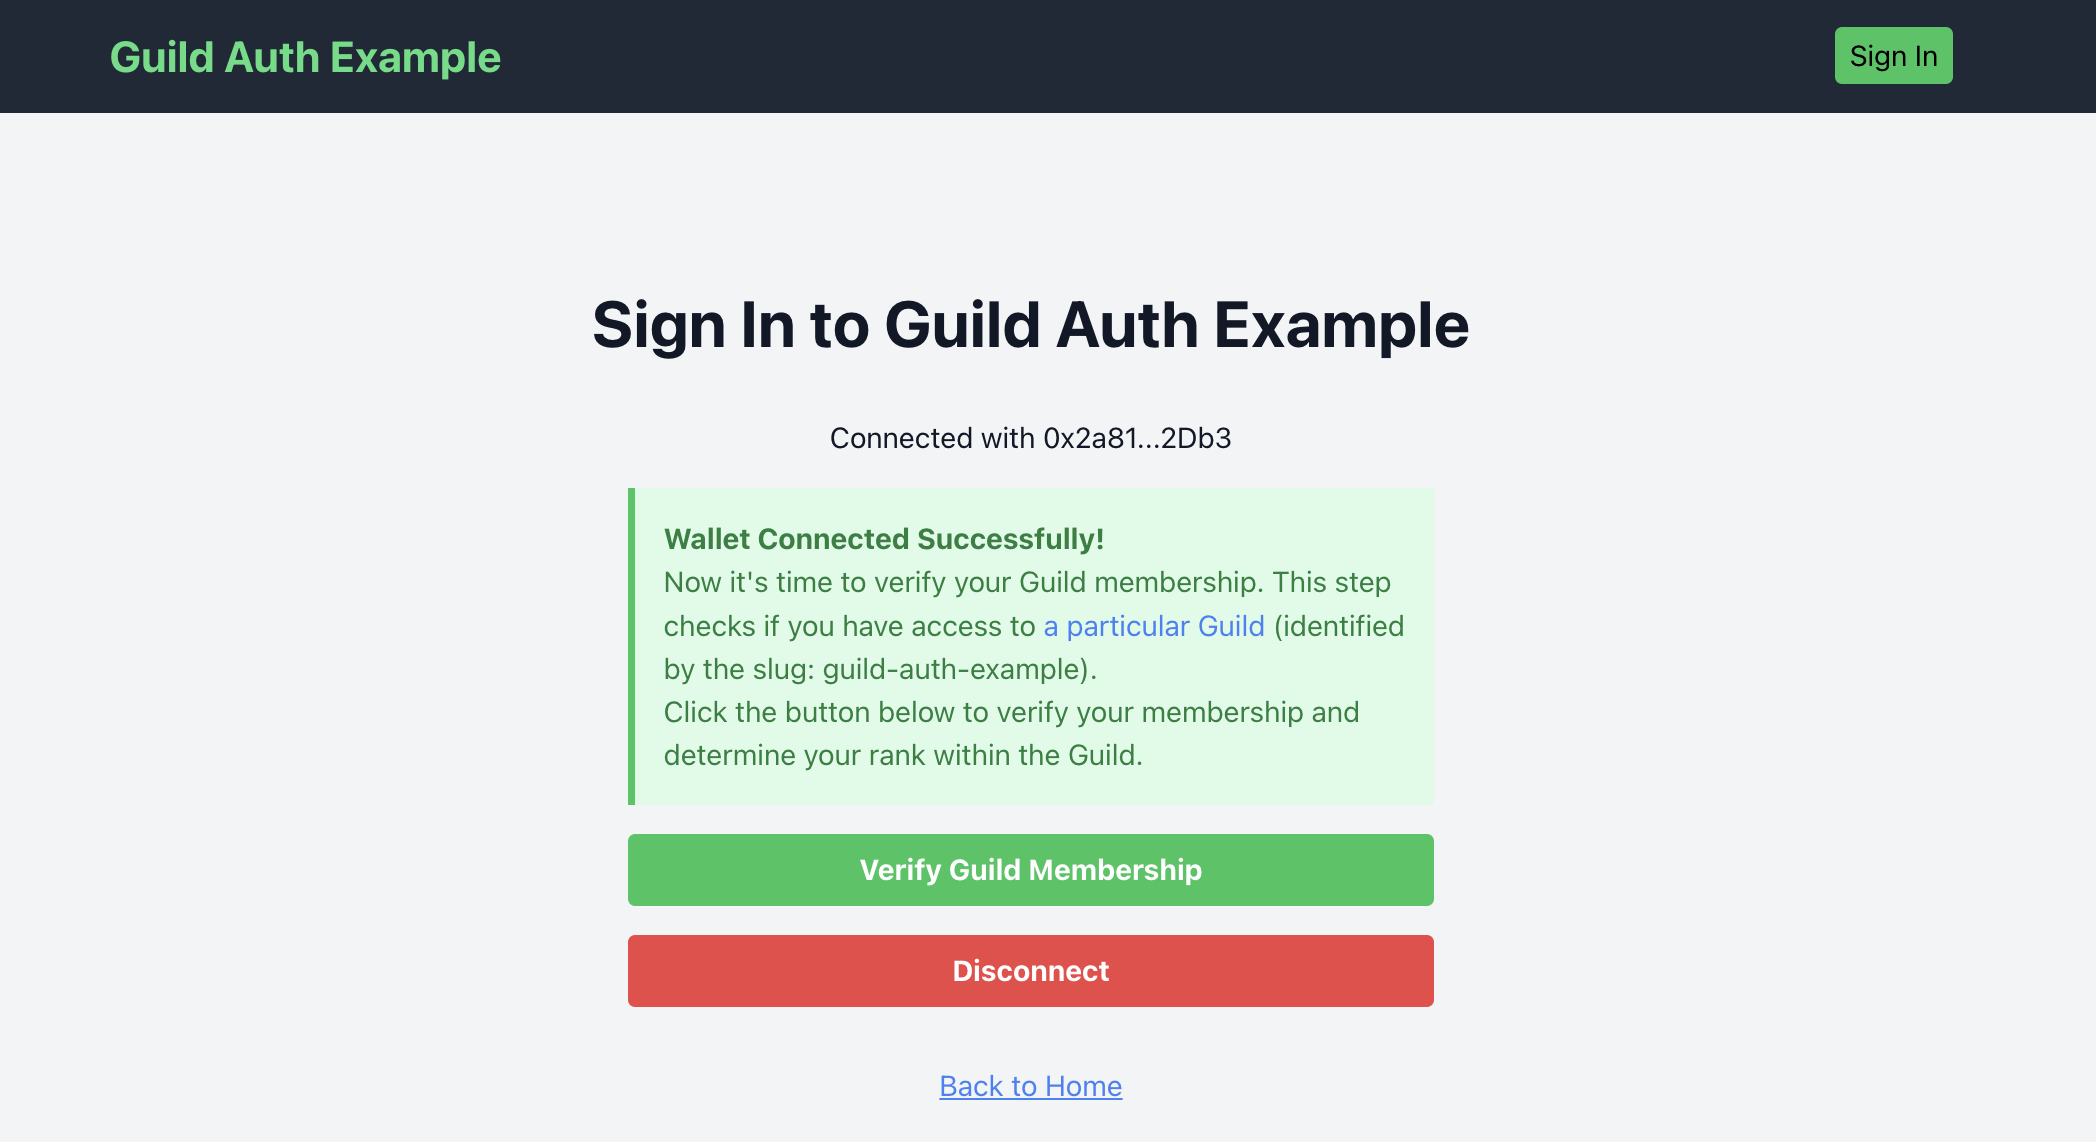 Guild Auth Example
Sign In
Sign In to Guild Auth Example
Connected with 0x2a81...2Db3
Wallet Connected Successfully!
Now it's time to verify your Guild membership. This step
checks if you have access to a particular Guild (identified
by the slug: guild-auth-example).
Click the button below to verify your membership and
determine your rank within the Guild.
Verify Guild Membership
Disconnect
Back to Home